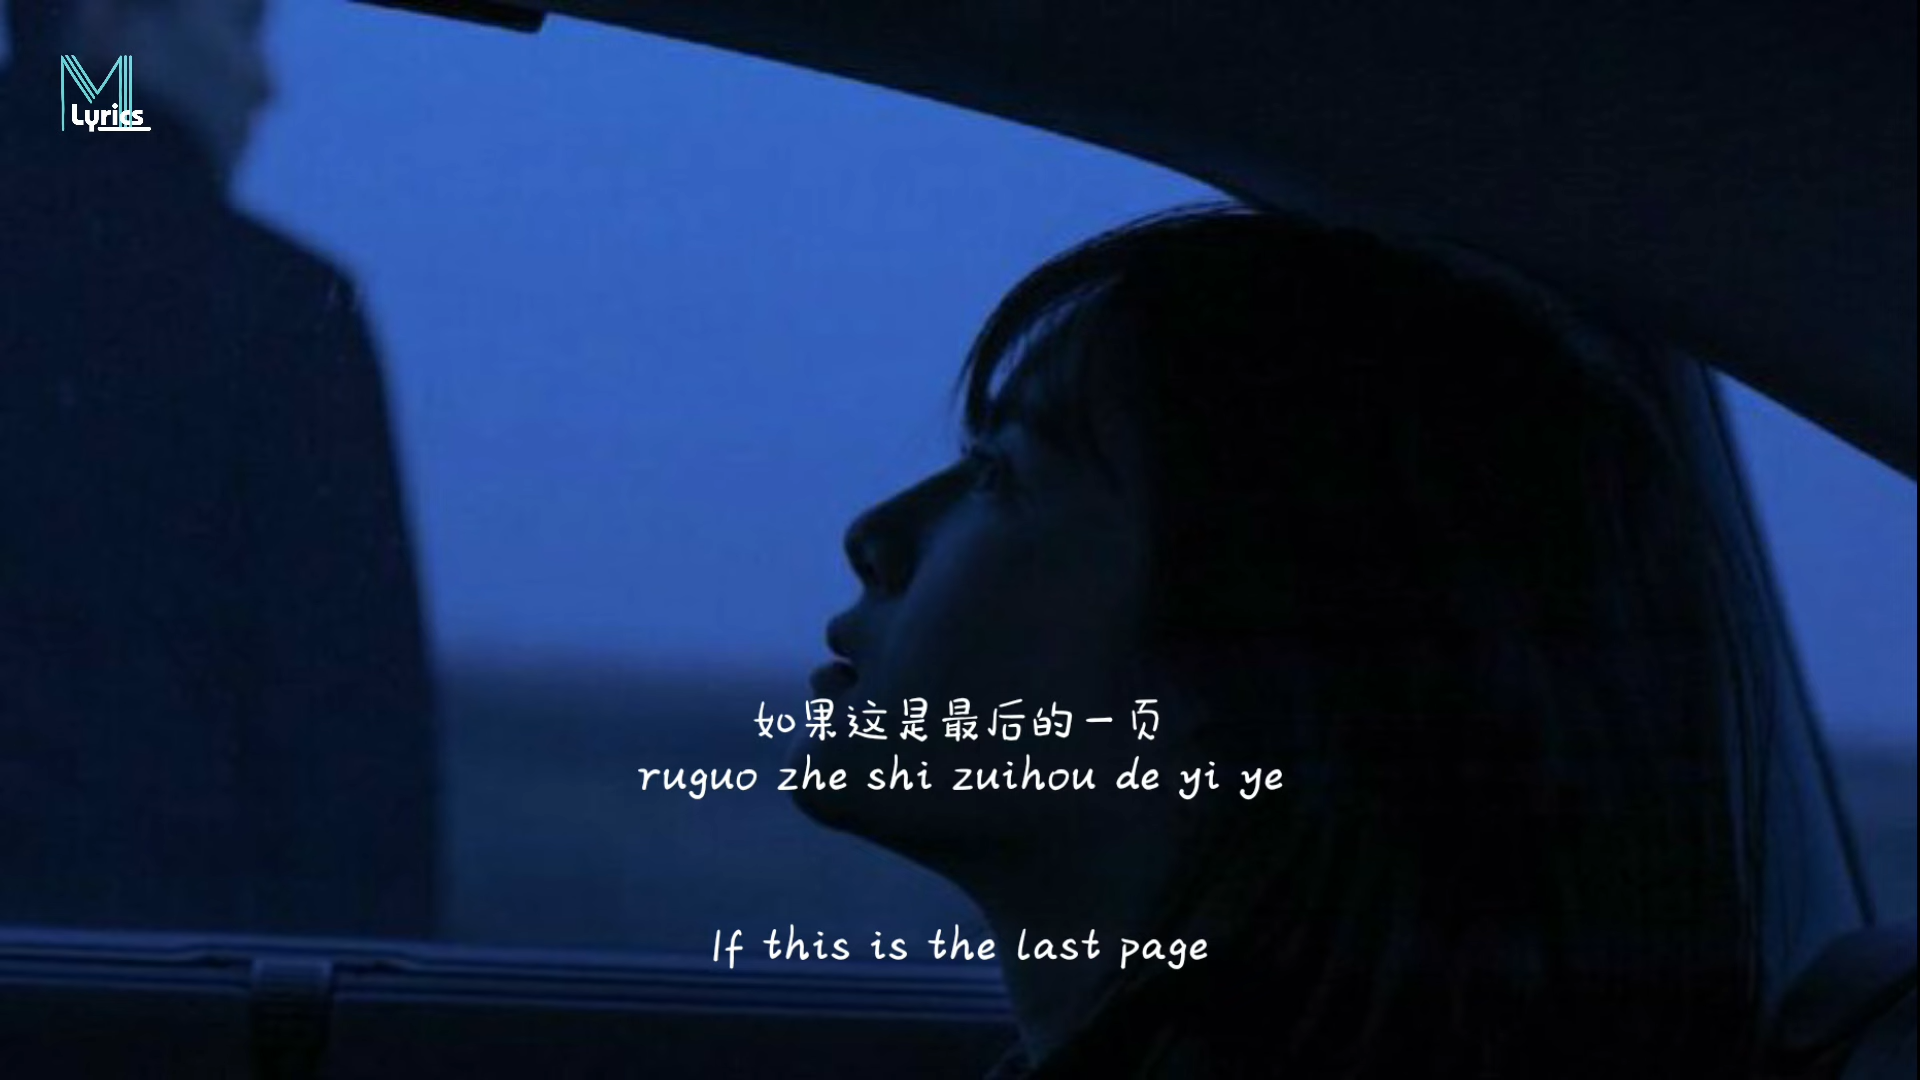 M
Lyrics
如果这是最后的一页
ruguo zhe shi zuihou de yi ye
If this is the last page